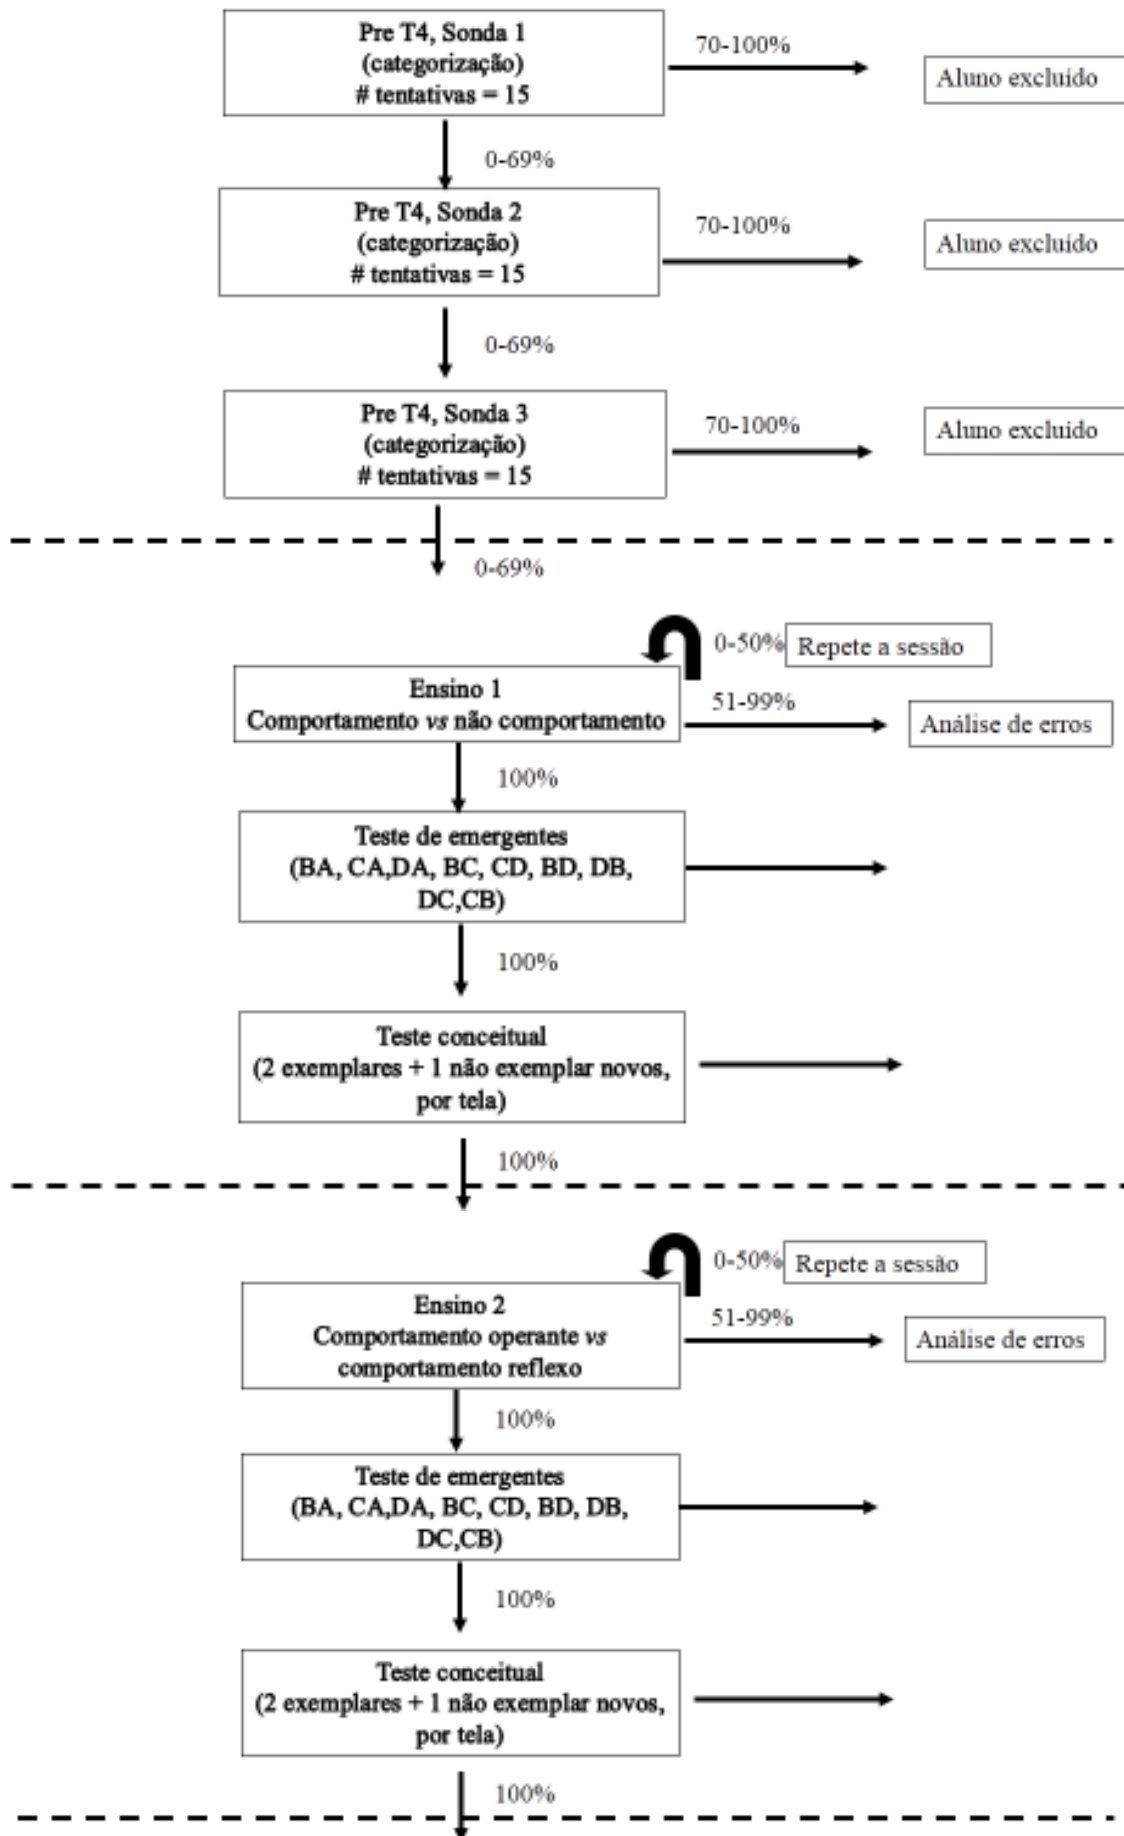 Pre T4, Sonda 1
(categorização)
# tentativas = 15
70-100%
Aluno excluído
0-69%
Pre T4, Sonda 2
(categorização)
# tentativas = 15
70-100%
Aluno excluído
0-69%
Pre T4, Sonda 3
(categorização)
# tentativas = 15
70-100%
Aluno excluído
0-69%
0-50%
Repete a sessão
Ensino 1
Comportamento vs não comportamento
51-99%
Análise de erros
100%
Teste de emergentes
(BA, CA,DA, BC, CD, BD, DB,
DC,CB)
100%
Teste conceitual
(2 exemplares + 1 não exemplar novos,
por tela)
100%
0-50%
Repete a sessão
Ensino 2
Comportamento operante vs
comportamento reflexo
51-99%
Análise de erros
100%
Teste de emergentes
(BA, CA,DA, BC, CD, BD, DB,
DC,CB)
100%
Teste conceitual
(2 exemplares + 1 não exemplar novos,
por tela)
100%